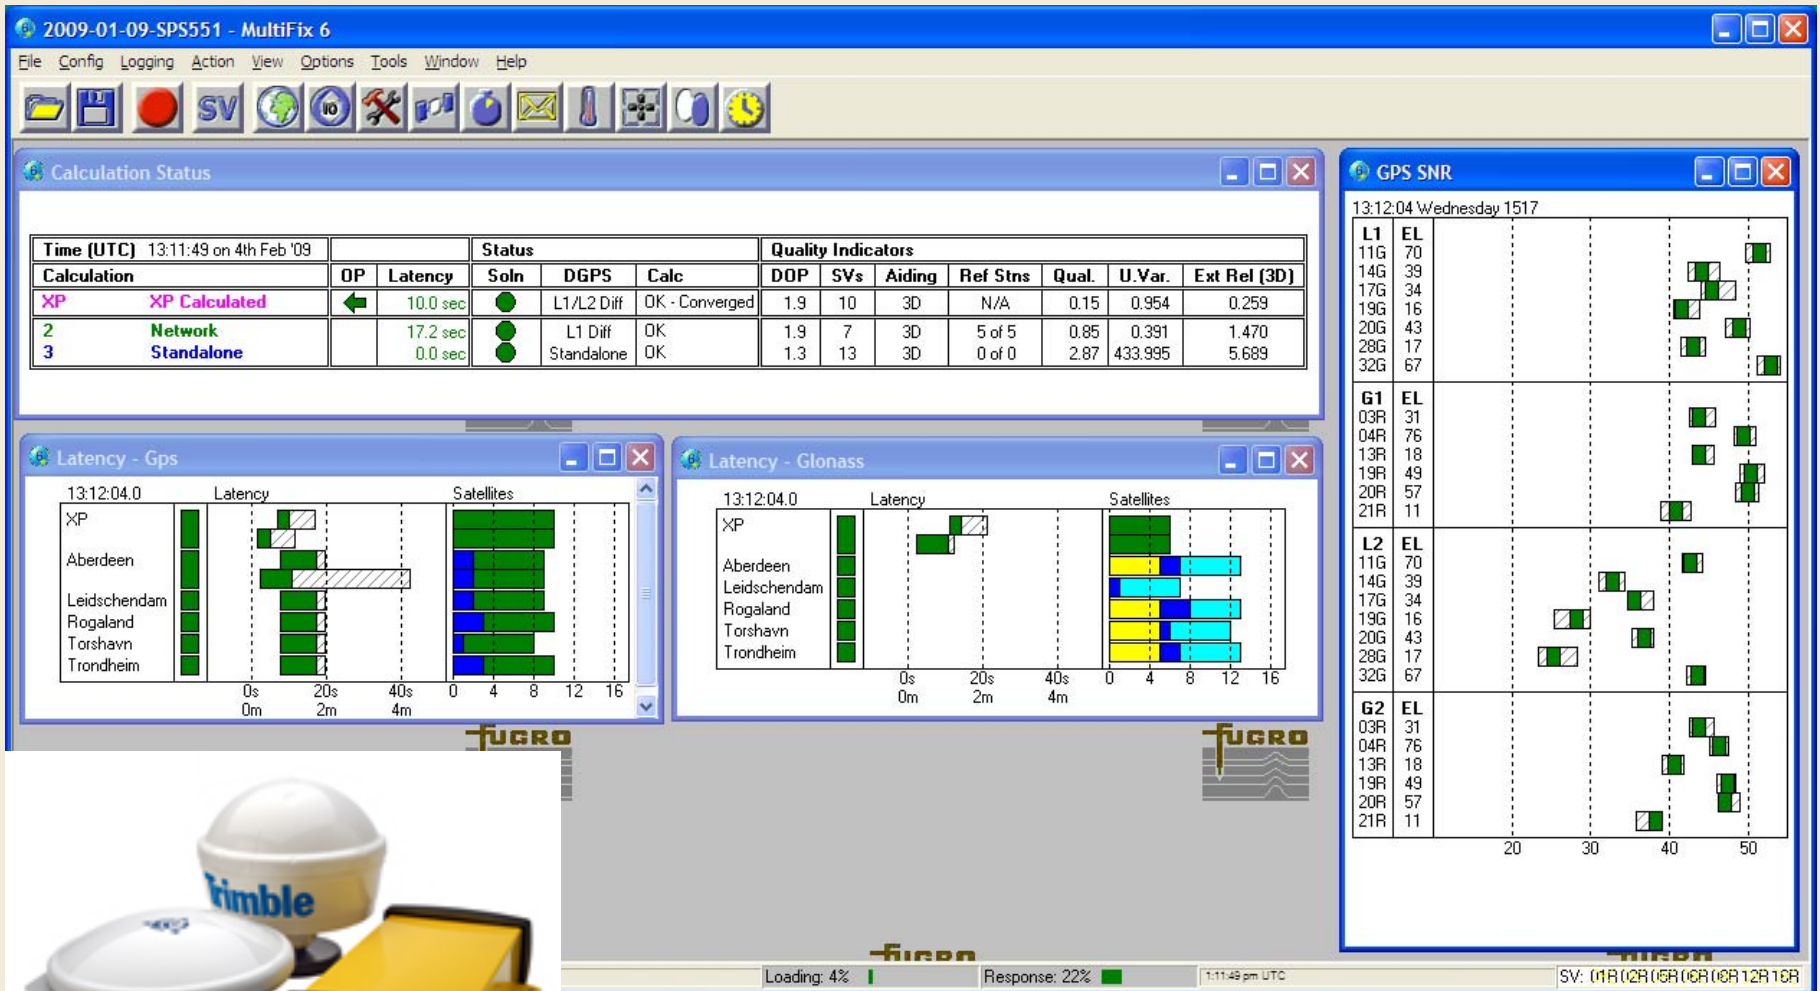 2009-01-09-SPS551 - MultiFix 6
File Config Logging Action View Options Tools Window Help
SV IO
Calculation Status
Time (UTC) 13:11:49 on 4th Feb '09 Status Quality Indicators
Calculation OP Latency Soln DGPS Calc DOP SVs Aiding Ref Stns Qual. U.Var. Ext Rel (3D)
XP XP Calculated 10.0 sec L1/L2 Diff OK - Converged 1.9 10 3D N/A 0.15 0.954 0.259
2 Network 17.2 sec L1 Diff OK 1.9 7 3D 5 of 5 0.85 0.391 1.470
3 Standalone 0.0 sec Standalone OK 1.3 13 3D 0 of 0 2.87 433.995 5.689
Latency - Gps
13:12:04.0 Latency Satellites
XP
Aberdeen
Leidschendam
Rogaland
Torshavn
Trondheim
0s 20s 40s 0 4 8 12 16
0m 2m 4m
Latency - Glonass
13:12:04.0 Latency Satellites
XP
Aberdeen
Leidschendam
Rogaland
Torshavn
Trondheim
0s 20s 40s 0 4 8 12 16
0m 2m 4m
GPS SNR
13:12:04 Wednesday 1517
L1 EL
11G 70
14G 39
17G 34
19G 16
20G 43
28G 17
32G 67
G1 EL
03R 31
04R 76
13R 18
19R 49
20R 57
21R 11
L2 EL
11G 70
14G 39
17G 34
19G 16
20G 43
28G 17
32G 67
G2 EL
03R 31
04R 76
13R 18
19R 49
20R 57
21R 11
20 30 40 50
FUGRO
FUGRO
Trimble
FUGRO
Loading: 4% Response: 22% 1:11:49 pm UTC SV: